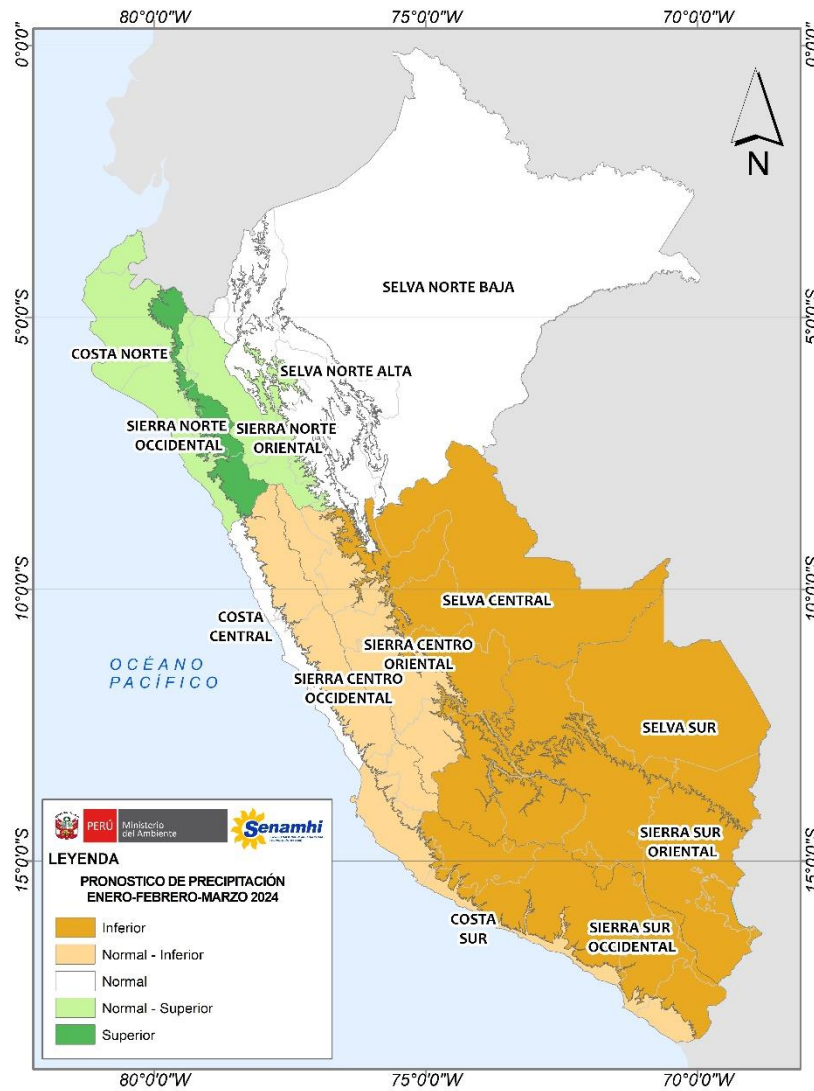 80°0'0"W
75°0'0"W
70°0'0"W
0°0'0"
0°0'0"
N
SELVA NORTE BAJA
5°0'0"S
5°0'0"S
COSTA NORTE
SELVA NORTE ALTA
SIERRA NORTE
OCCIDENTAL
SIERRA NORTE
ORIENTAL
10°0'0"S
10°0'0"S
SELVA CENTRAL
COSTA
CENTRAL
SIERRA CENTRO
ORIENTAL
OCÉANO
PACÍFICO
SIERRA CENTRO
OCCIDENTAL
SELVA SUR
SIERRA SUR
ORIENTAL
15°0'0"S
15°0'0"S
COSTA
SUR
SIERRA SUR
OCCIDENTAL
PERÚ
Ministerio
del Ambiente
Senamhi
LEYENDA
PRONOSTICO DE PRECIPITACIÓN
ENERO-FEBRERO-MARZO 2024
Inferior
Normal - Inferior
Normal
Normal - Superior
Superior
80°0'0"W
75°0'0"W
70°0'0"W